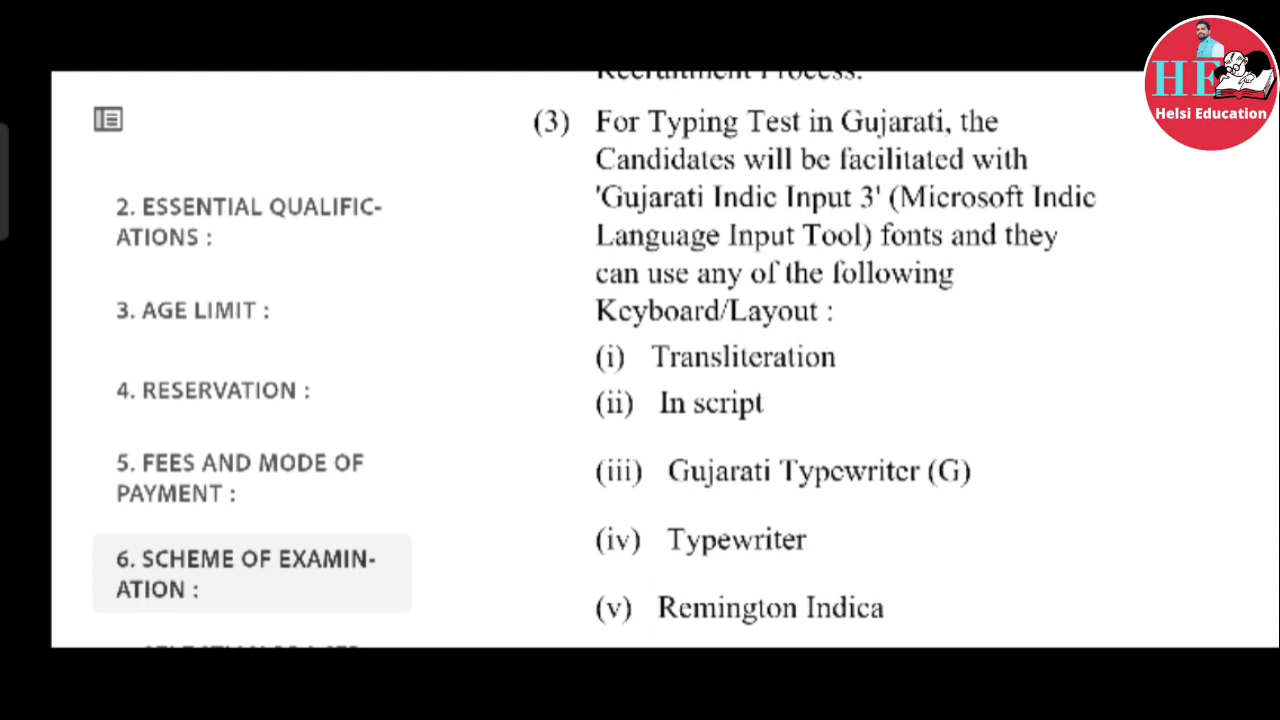 Recruitment Process.
(3) For Typing Test in Gujarati, the
Candidates will be facilitated with
'Gujarati Indic Input 3' (Microsoft Indic
Language Input Tool) fonts and they
can use any of the following
Keyboard/Layout :
(i) Transliteration
(ii) In script
(iii) Gujarati Typewriter (G)
(iv) Typewriter
(v) Remington Indica
2. ESSENTIAL QUALIFIC-
ATIONS :
3. AGE LIMIT :
4. RESERVATION :
5. FEES AND MODE OF
PAYMENT :
6. SCHEME OF EXAMIN-
ATION :
HE
Helsi Education